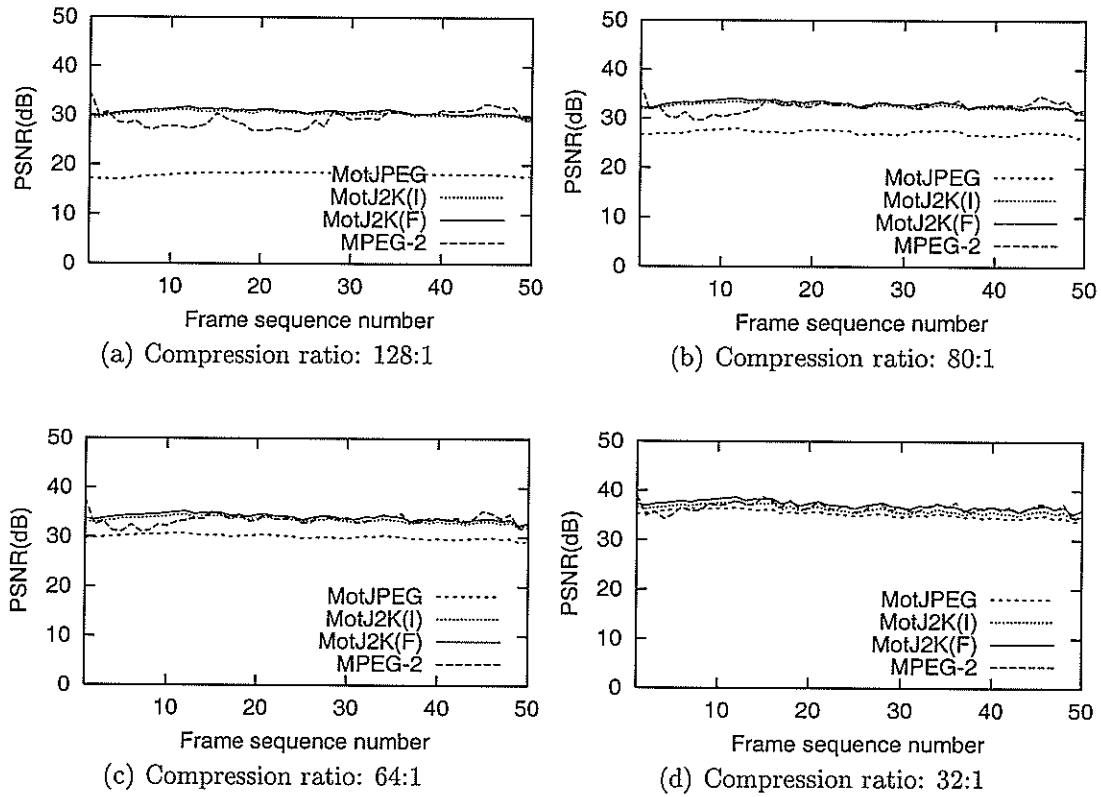 50
40
30
20
10
0
PSNR(dB)
MotJPEG
MotJ2K(I)
MotJ2K(F)
MPEG-2
10 20 30 40 50
Frame sequence number
(a) Compression ratio: 128:1
50
40
30
20
10
0
PSNR(dB)
MotJPEG
MotJ2K(I)
MotJ2K(F)
MPEG-2
10 20 30 40 50
Frame sequence number
(b) Compression ratio: 80:1
50
40
30
20
10
0
PSNR(dB)
MotJPEG
MotJ2K(I)
MotJ2K(F)
MPEG-2
10 20 30 40 50
Frame sequence number
(c) Compression ratio: 64:1
50
40
30
20
10
0
PSNR(dB)
MotJPEG
MotJ2K(I)
MotJ2K(F)
MPEG-2
10 20 30 40 50
Frame sequence number
(d) Compression ratio: 32:1